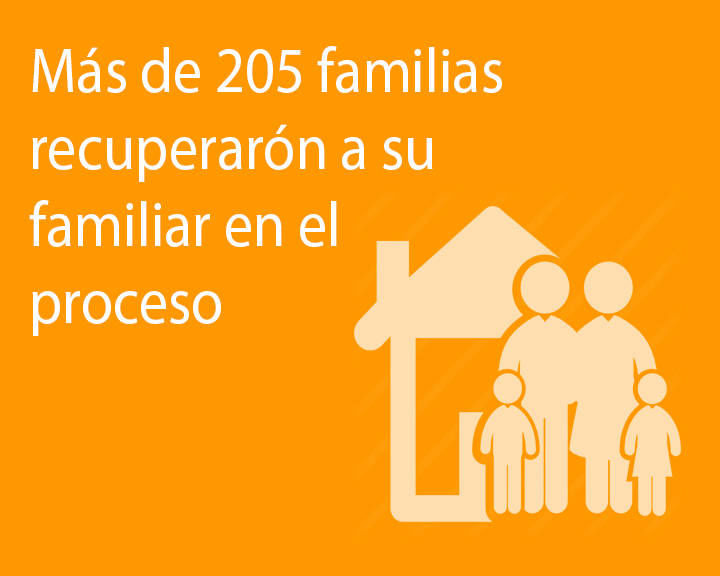 Más de 205 familias
recuperarón a su
familiar en el
proceso